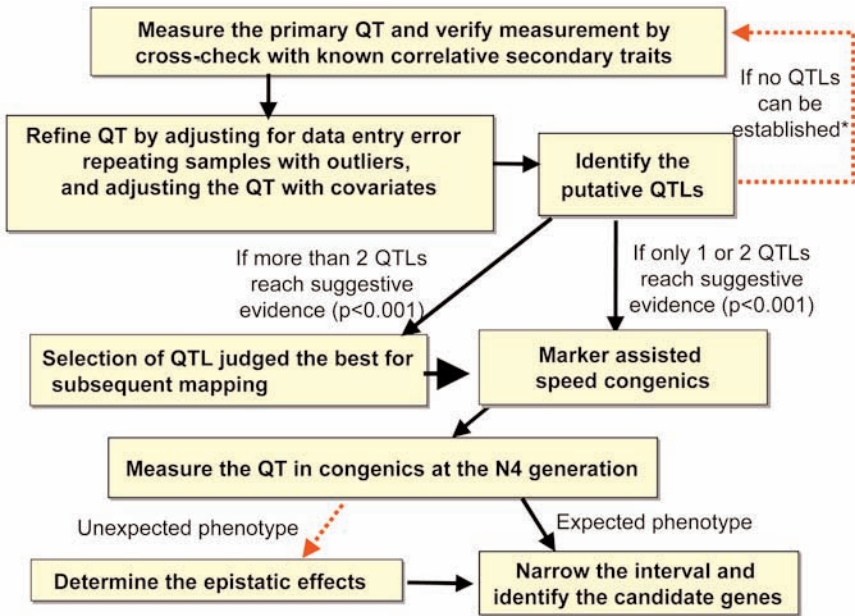 Measure the primary QT and verify measurement by
cross-check with known correlative secondary traits
If no QTLs
can be
established*
Refine QT by adjusting for data entry error
repeating samples with outliers,
and adjusting the QT with covariates
Identify the
putative QTLs
If more than 2 QTLs
reach suggestive
evidence (p<0.001)
If only 1 or 2 QTLs
reach suggestive
evidence (p<0.001)
Selection of QTL judged the best for
subsequent mapping
Marker assisted
speed congenics
Measure the QT in congenics at the N4 generation
Unexpected phenotype
Expected phenotype
Determine the epistatic effects
Narrow the interval and
identify the candidate genes